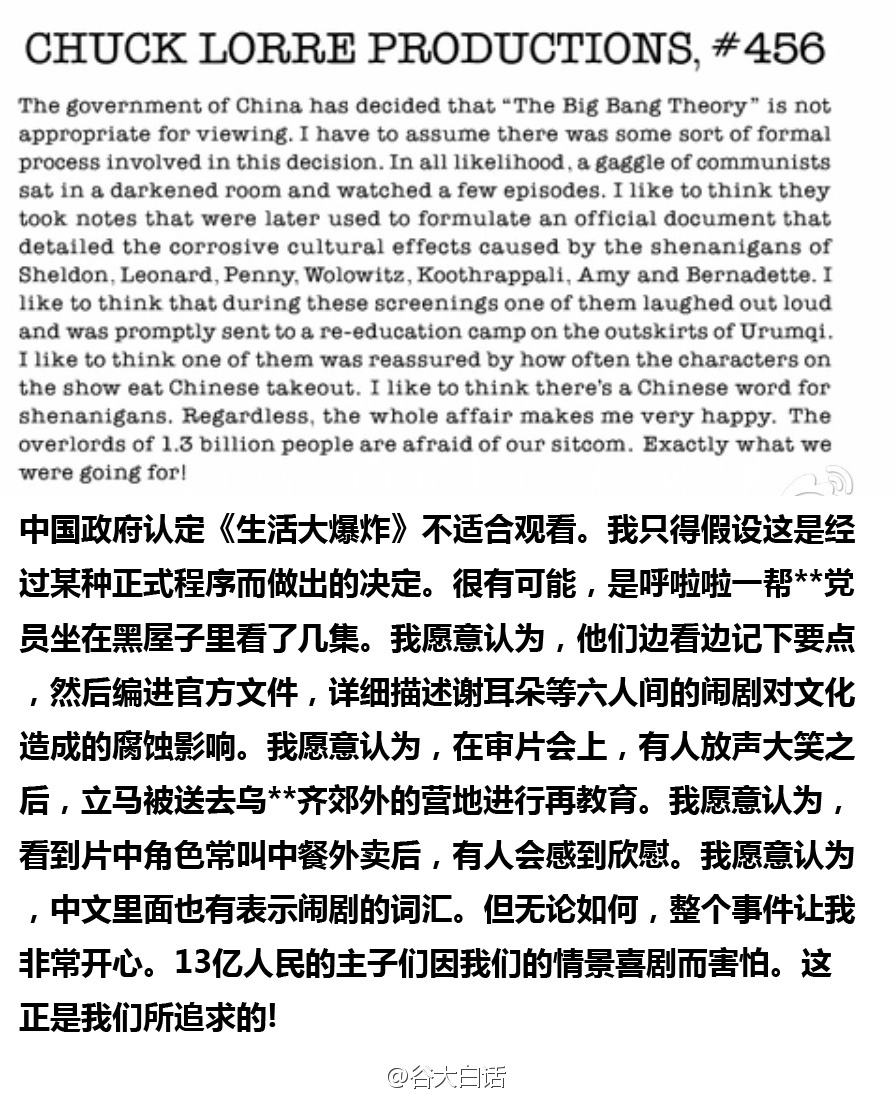 CHUCK LORRE PRODUCTIONS, #456
The government of China has decided that “The Big Bang Theory” is not
appropriate for viewing. I have to assume there was some sort of formal
process involved in this decision. In all likelihood, a gaggle of communists
sat in a darkened room and watched a few episodes. I like to think they
took notes that were later used to formulate an official document that
detailed the corrosive cultural effects caused by the shenanigans of
Sheldon, Leonard, Penny, Wolowitz, Koothrappali, Amy and Bernadette. I
like to think that during these screenings one of them laughed out loud
and was promptly sent to a re-education camp on the outskirts of Urumqi.
I like to think one of them was reassured by how often the characters on
the show eat Chinese takeout. I like to think there's a Chinese word for
shenanigans. Regardless, the whole affair makes me very happy. The
overlords of 1.3 billion people are afraid of our sitcom. Exactly what we
were going for!
中国政府认定《生活大爆炸》不适合观看。我只得假设这是经
过某种正式程序而做出的决定。很有可能，是呼啦啦一帮**党
员坐在黑屋子里看了几集。我愿意认为，他们边看边记下要点
，然后编进官方文件，详细描述谢耳朵等六人间的闹剧对文化
造成的腐蚀影响。我愿意认为，在审片会上，有人放声大笑之
后，立马被送去乌**齐郊外的营地进行再教育。我愿意认为，
看到片中角色常叫中餐外卖后，有人会感到欣慰。我愿意认为
，中文里面也有表示闹剧的词汇。但无论如何，整个事件让我
非常开心。13亿人民的主子们因我们的情景喜剧而害怕。这
正是我们所追求的!
@谷大白话